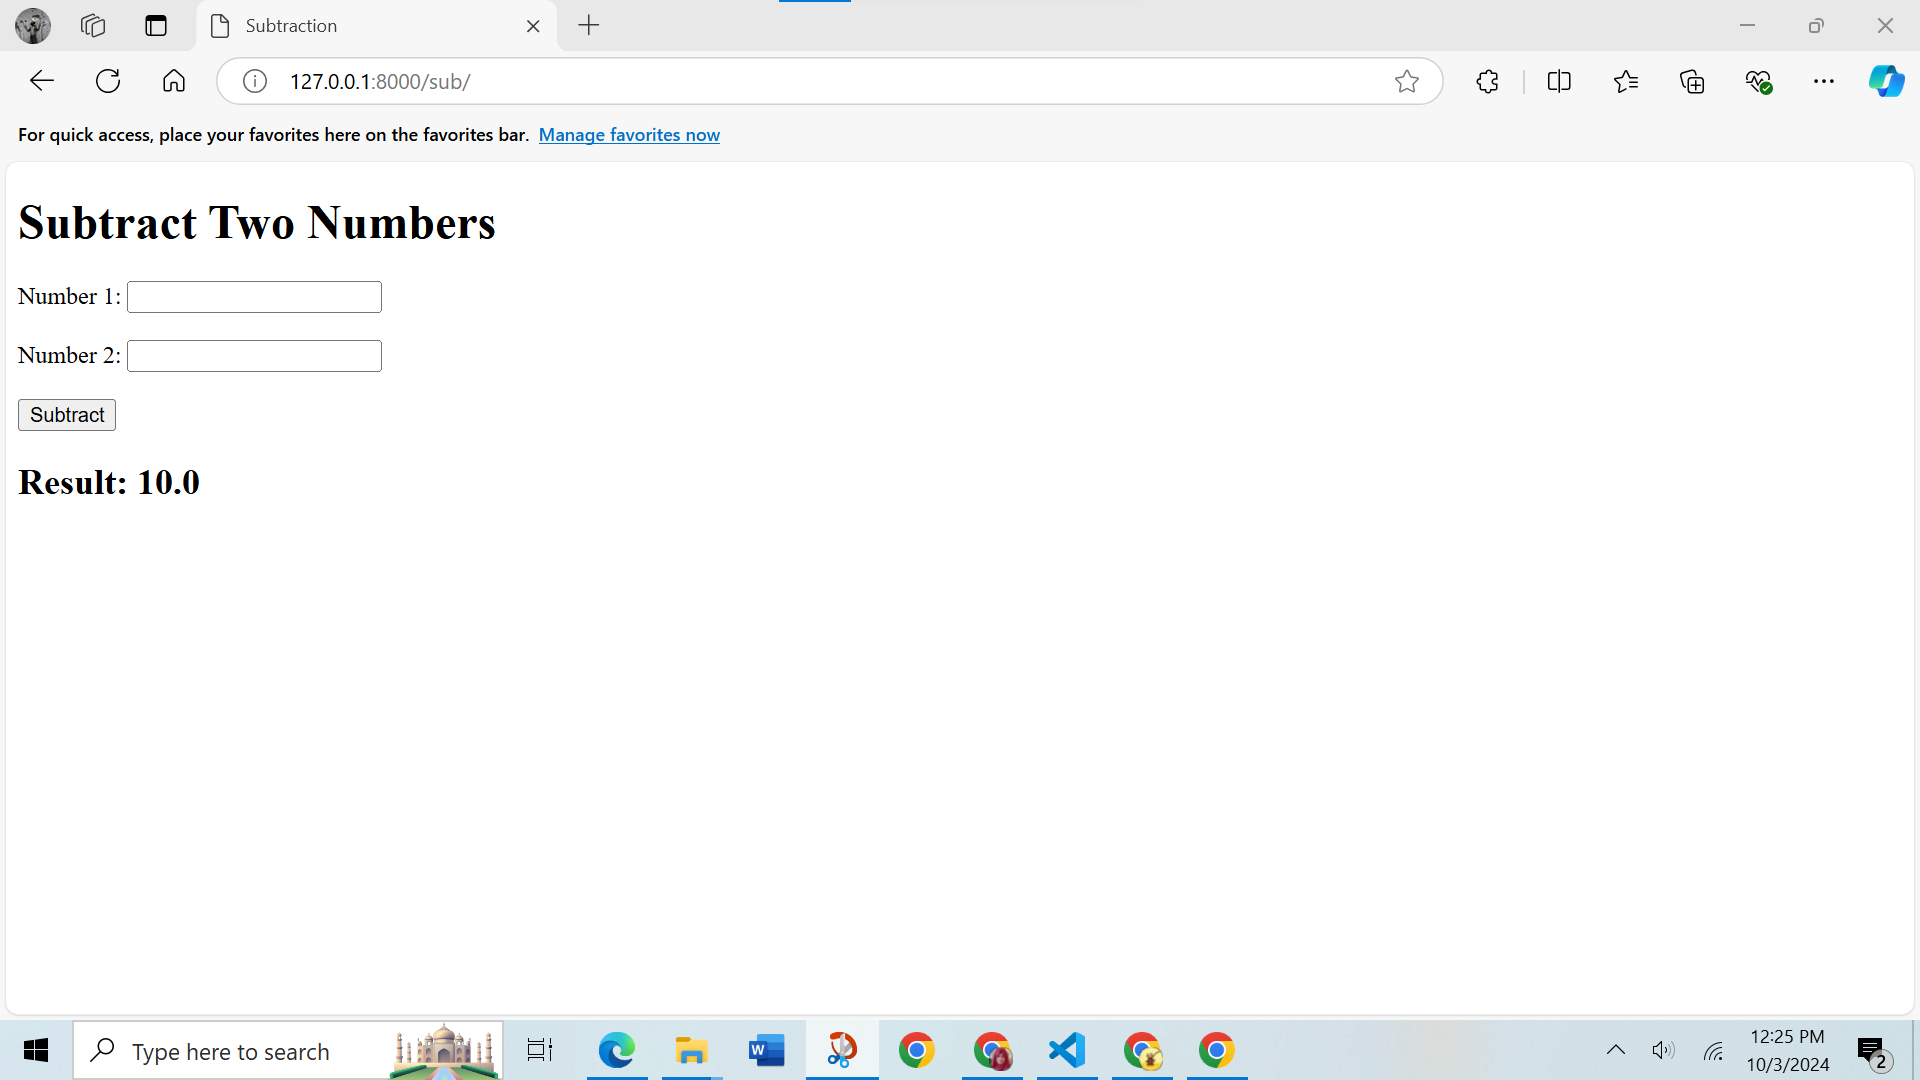 Subtraction
127.0.0.1:8000/sub/
For quick access, place your favorites here on the favorites bar. Manage favorites now
Subtract Two Numbers
Number 1:
Number 2:
Subtract
Result: 10.0
Type here to search
W
12:25 PM
10/3/2024
2